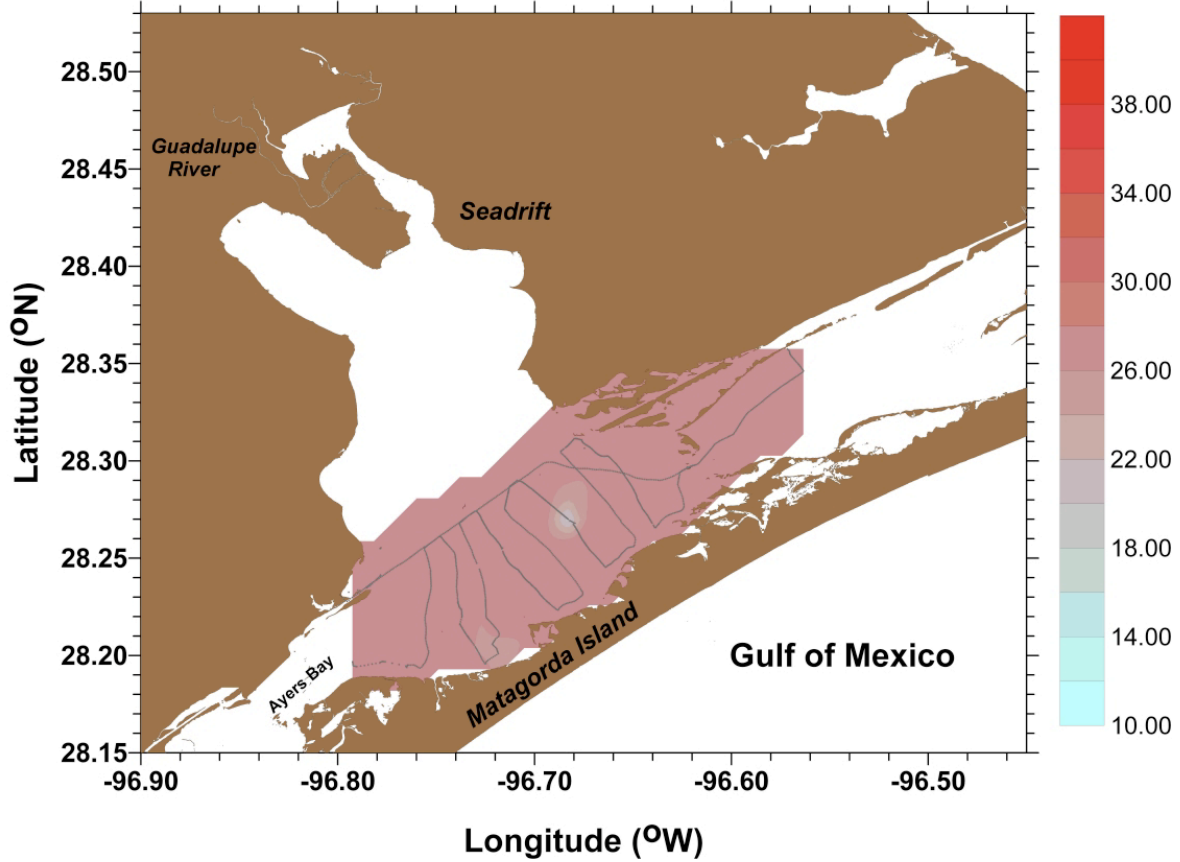 28.50
28.45
28.40
28.35
28.30
28.25
28.20
28.15
Latitude (ºN)
Guadalupe
River
Seadrift
Ayers Bay
Matagorda Island
Gulf of Mexico
-96.90
-96.80
-96.70
-96.60
-96.50
Longitude (ºW)
38.00
34.00
30.00
26.00
22.00
18.00
14.00
10.00